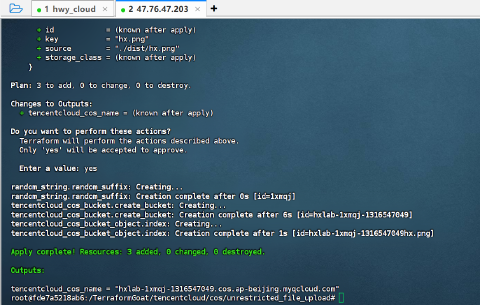 1 hwy_cloud × 2 47.76.47.203 × +
+ id = (known after apply)
+ key = "hx.png"
+ source = "./dist/hx.png"
+ storage_class = (known after apply)
}
Plan: 3 to add, 0 to change, 0 to destroy.
Changes to Outputs:
+ tencentcloud_cos_name = (known after apply)
Do you want to perform these actions?
Terraform will perform the actions described above.
Only 'yes' will be accepted to approve.
Enter a value: yes
random_string.random_suffix: Creating...
random_string.random_suffix: Creation complete after 0s [id=1xmqj]
tencentcloud_cos_bucket.create_bucket: Creating...
tencentcloud_cos_bucket.create_bucket: Creation complete after 6s [id=hxlab-1xmqj-1316547049]
tencentcloud_cos_bucket_object.index: Creating...
tencentcloud_cos_bucket_object.index: Creation complete after 1s [id=hxlab-1xmqj-1316547049hx.png]
Apply complete! Resources: 3 added, 0 changed, 0 destroyed.
Outputs:
tencentcloud_cos_name = "hxlab-1xmqj-1316547049.cos.ap-beijing.myqcloud.com"
root@fde7a5218ab6:/TerraformGoat/tencentcloud/cos/unrestricted_file_upload#